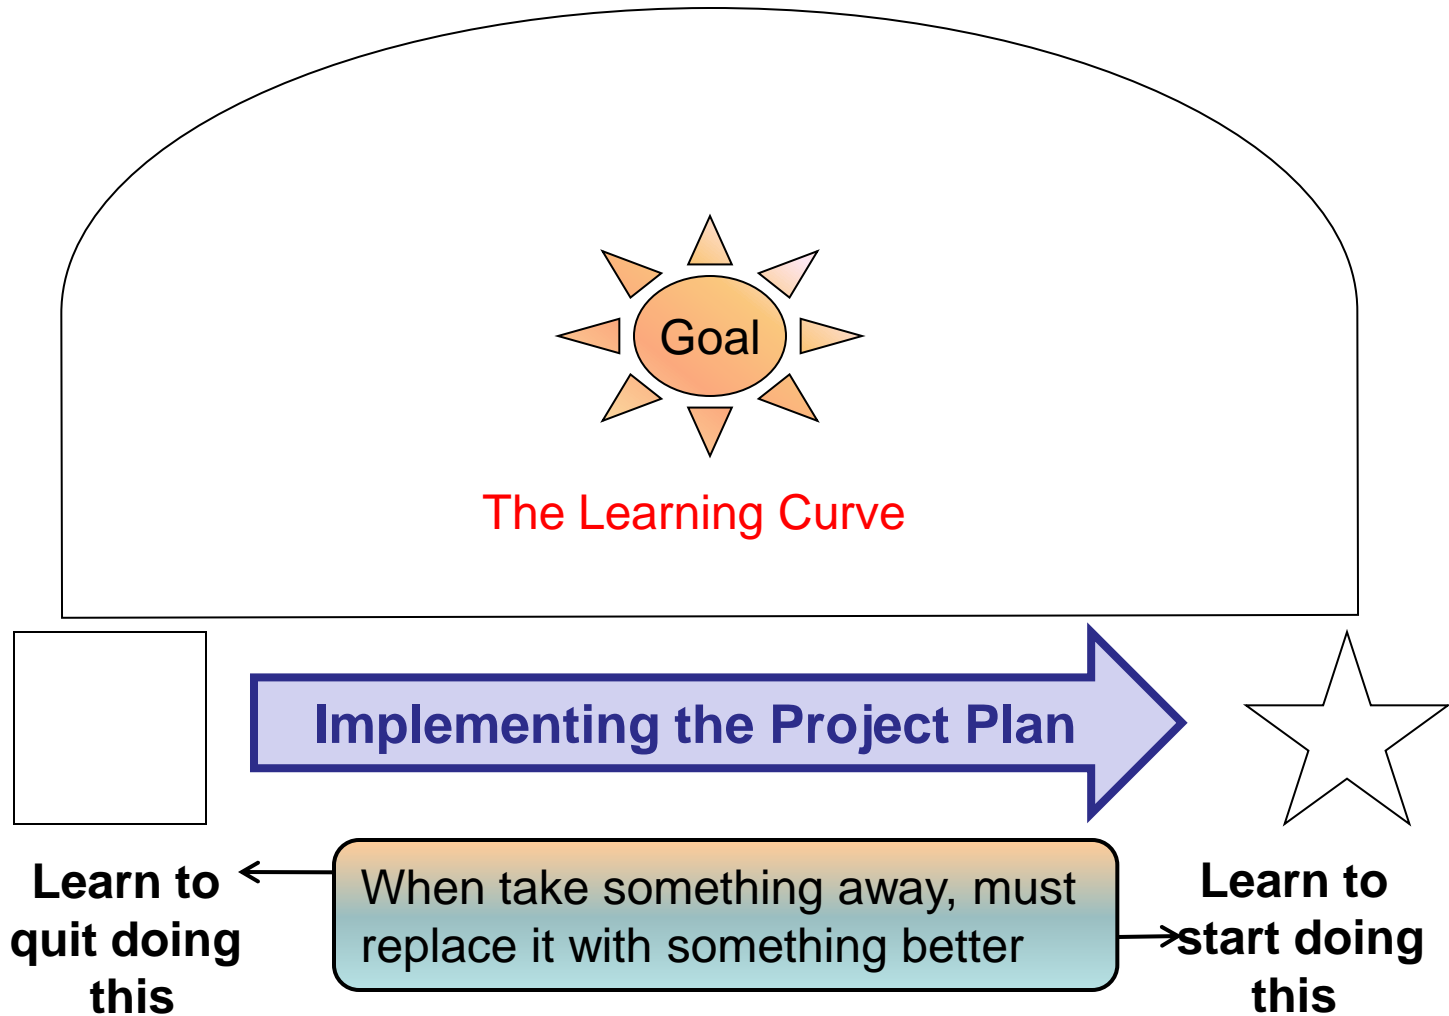 Goal
The Learning Curve
Implementing the Project Plan
Learn to
quit doing
this
When take something away, must
replace it with something better
Learn to
start doing
this